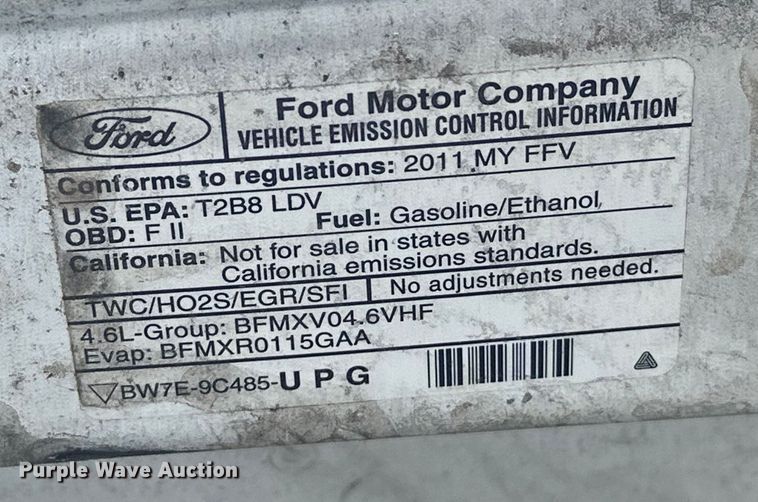 Ford
Ford Motor Company
VEHICLE EMISSION CONTROL INFORMATION
Conforms to regulations: 2011 MY FFV
U.S. EPA: T2B8 LDV
OBD: F II
Fuel: Gasoline/Ethanol
California: Not for sale in states with
California emissions standards.
TWC/HO2S/EGR/SFI
No adjustments needed.
4.6L-Group: BFMXV04.6VHF
Evap: BFMXR0115GAA
BW7E-9C485-U P G
Purple Wave Auction